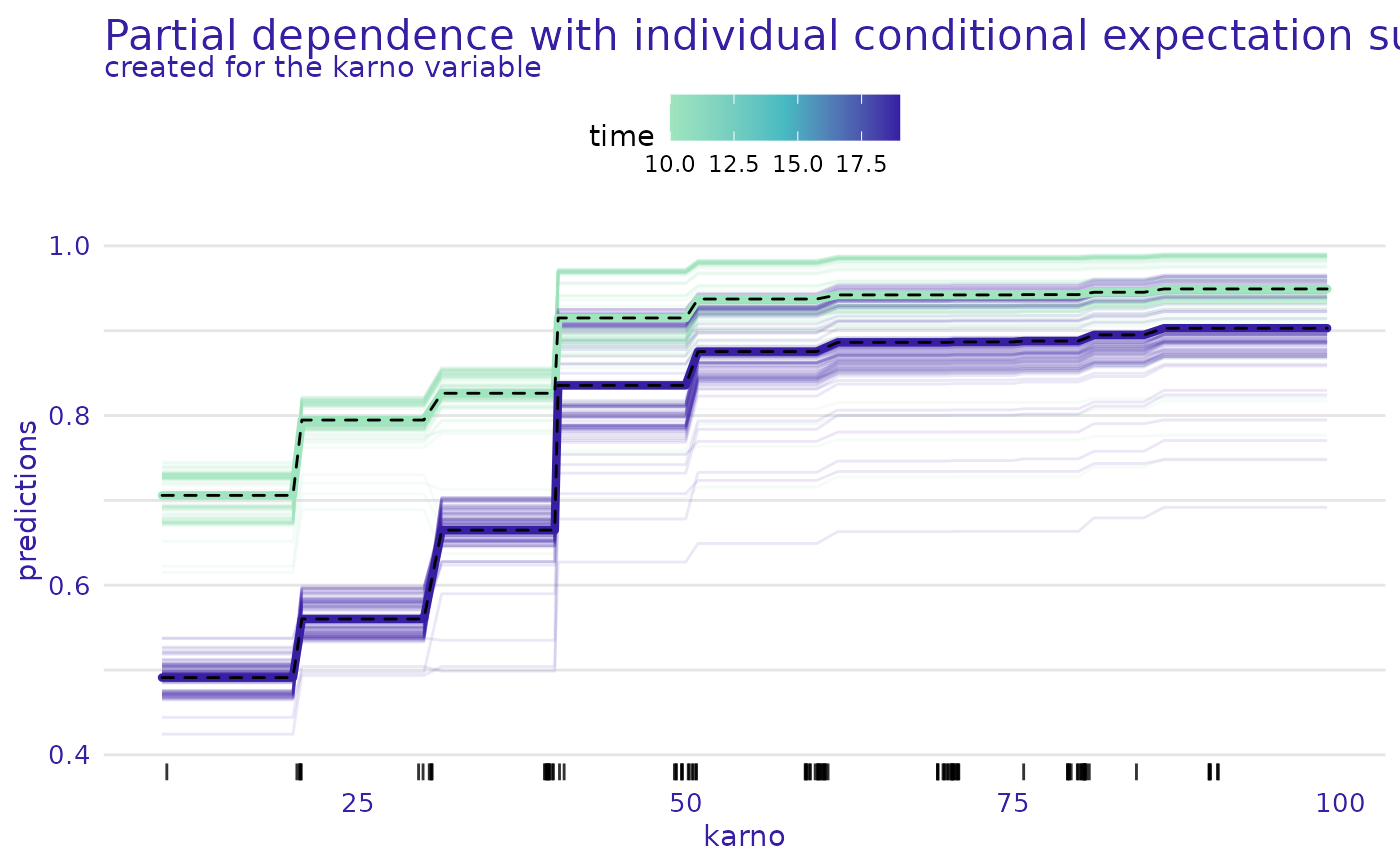 Partial dependence with individual conditional expectation su
created for the karno variable
time
10.0 12.5 15.0 17.5
1.0
0.8
0.6
0.4
predictions
25 50 75 100
karno